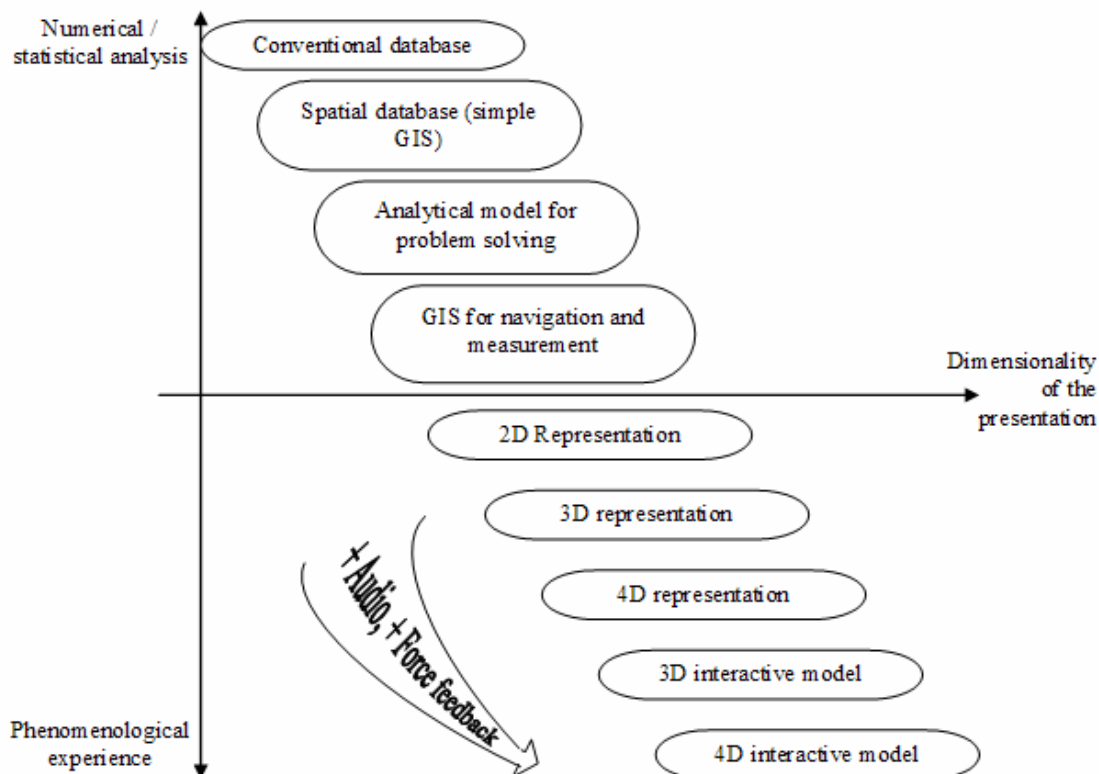 Numerical /
statistical analysis
Conventional database
Spatial database (simple
GIS)
Analytical model for
problem solving
GIS for navigation and
measurement
Dimensionality
of the
presentation
2D Representation
3D representation
4D representation
+ Audio, + Force feedback
3D interactive model
Phenomenological
experience
4D interactive model